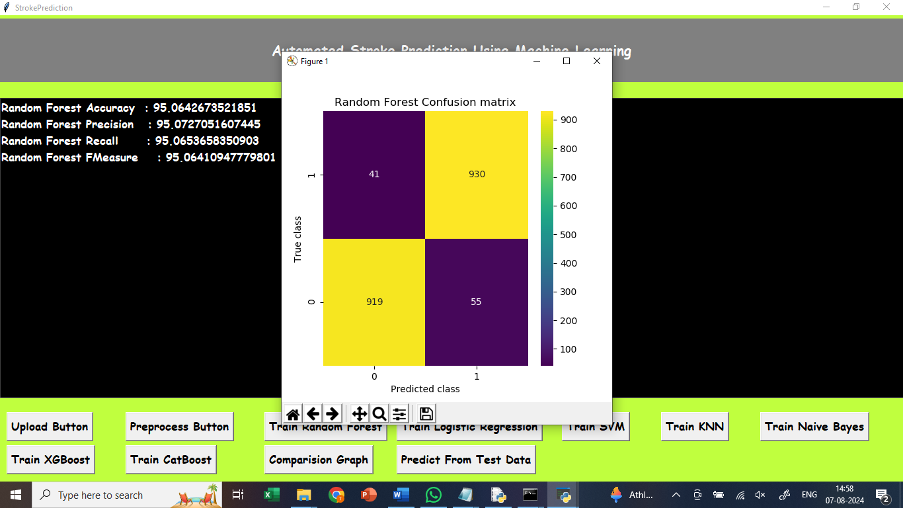 StrokePrediction
Automated Stroke Prediction Using Machine Learning
Figure 1
Random Forest Accuracy : 95.0642673521851
Random Forest Precision : 95.0727051607445
Random Forest Recall : 95.0653658350903
Random Forest FMeasure : 95.06410947779801
Random Forest Confusion matrix
1
41
930
0
919
55
True class
0
1
Predicted class
900
800
700
600
500
400
300
200
100
Upload Button
Preprocess Button
Train Random Forest
Train Logistic Regression
Train SVM
Train KNN
Train Naive Bayes
Train XGBoost
Train CatBoost
Comparision Graph
Predict From Test Data
Type here to search
Athl...
ENG
14:58
07-08-2024
2